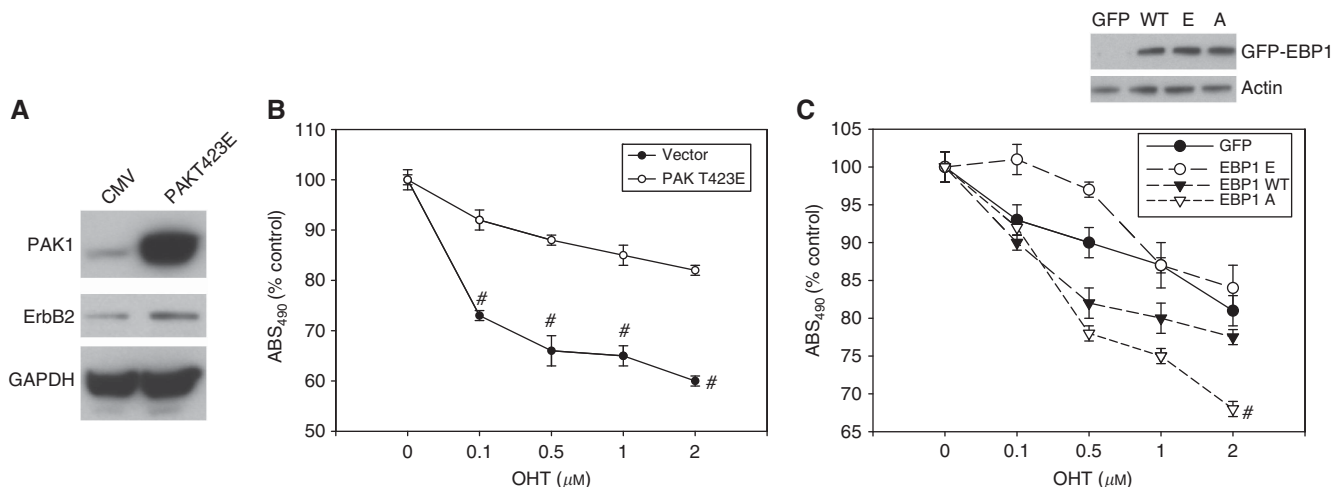 GFP WT E A
GFP-EBP1
Actin
A
CMV
PAKT423E
PAK1
ErbB2
GAPDH
B
110
100
90
80
70
60
50
ABS490 (% control)
Vector
PAK T423E
#
#
#
#
0 0.1 0.5 1 2
OHT (μM)
C
105
100
95
90
85
80
75
70
65
ABS490 (% control)
GFP
EBP1 E
EBP1 WT
EBP1 A
#
0 0.1 0.5 1 2
OHT (μM)